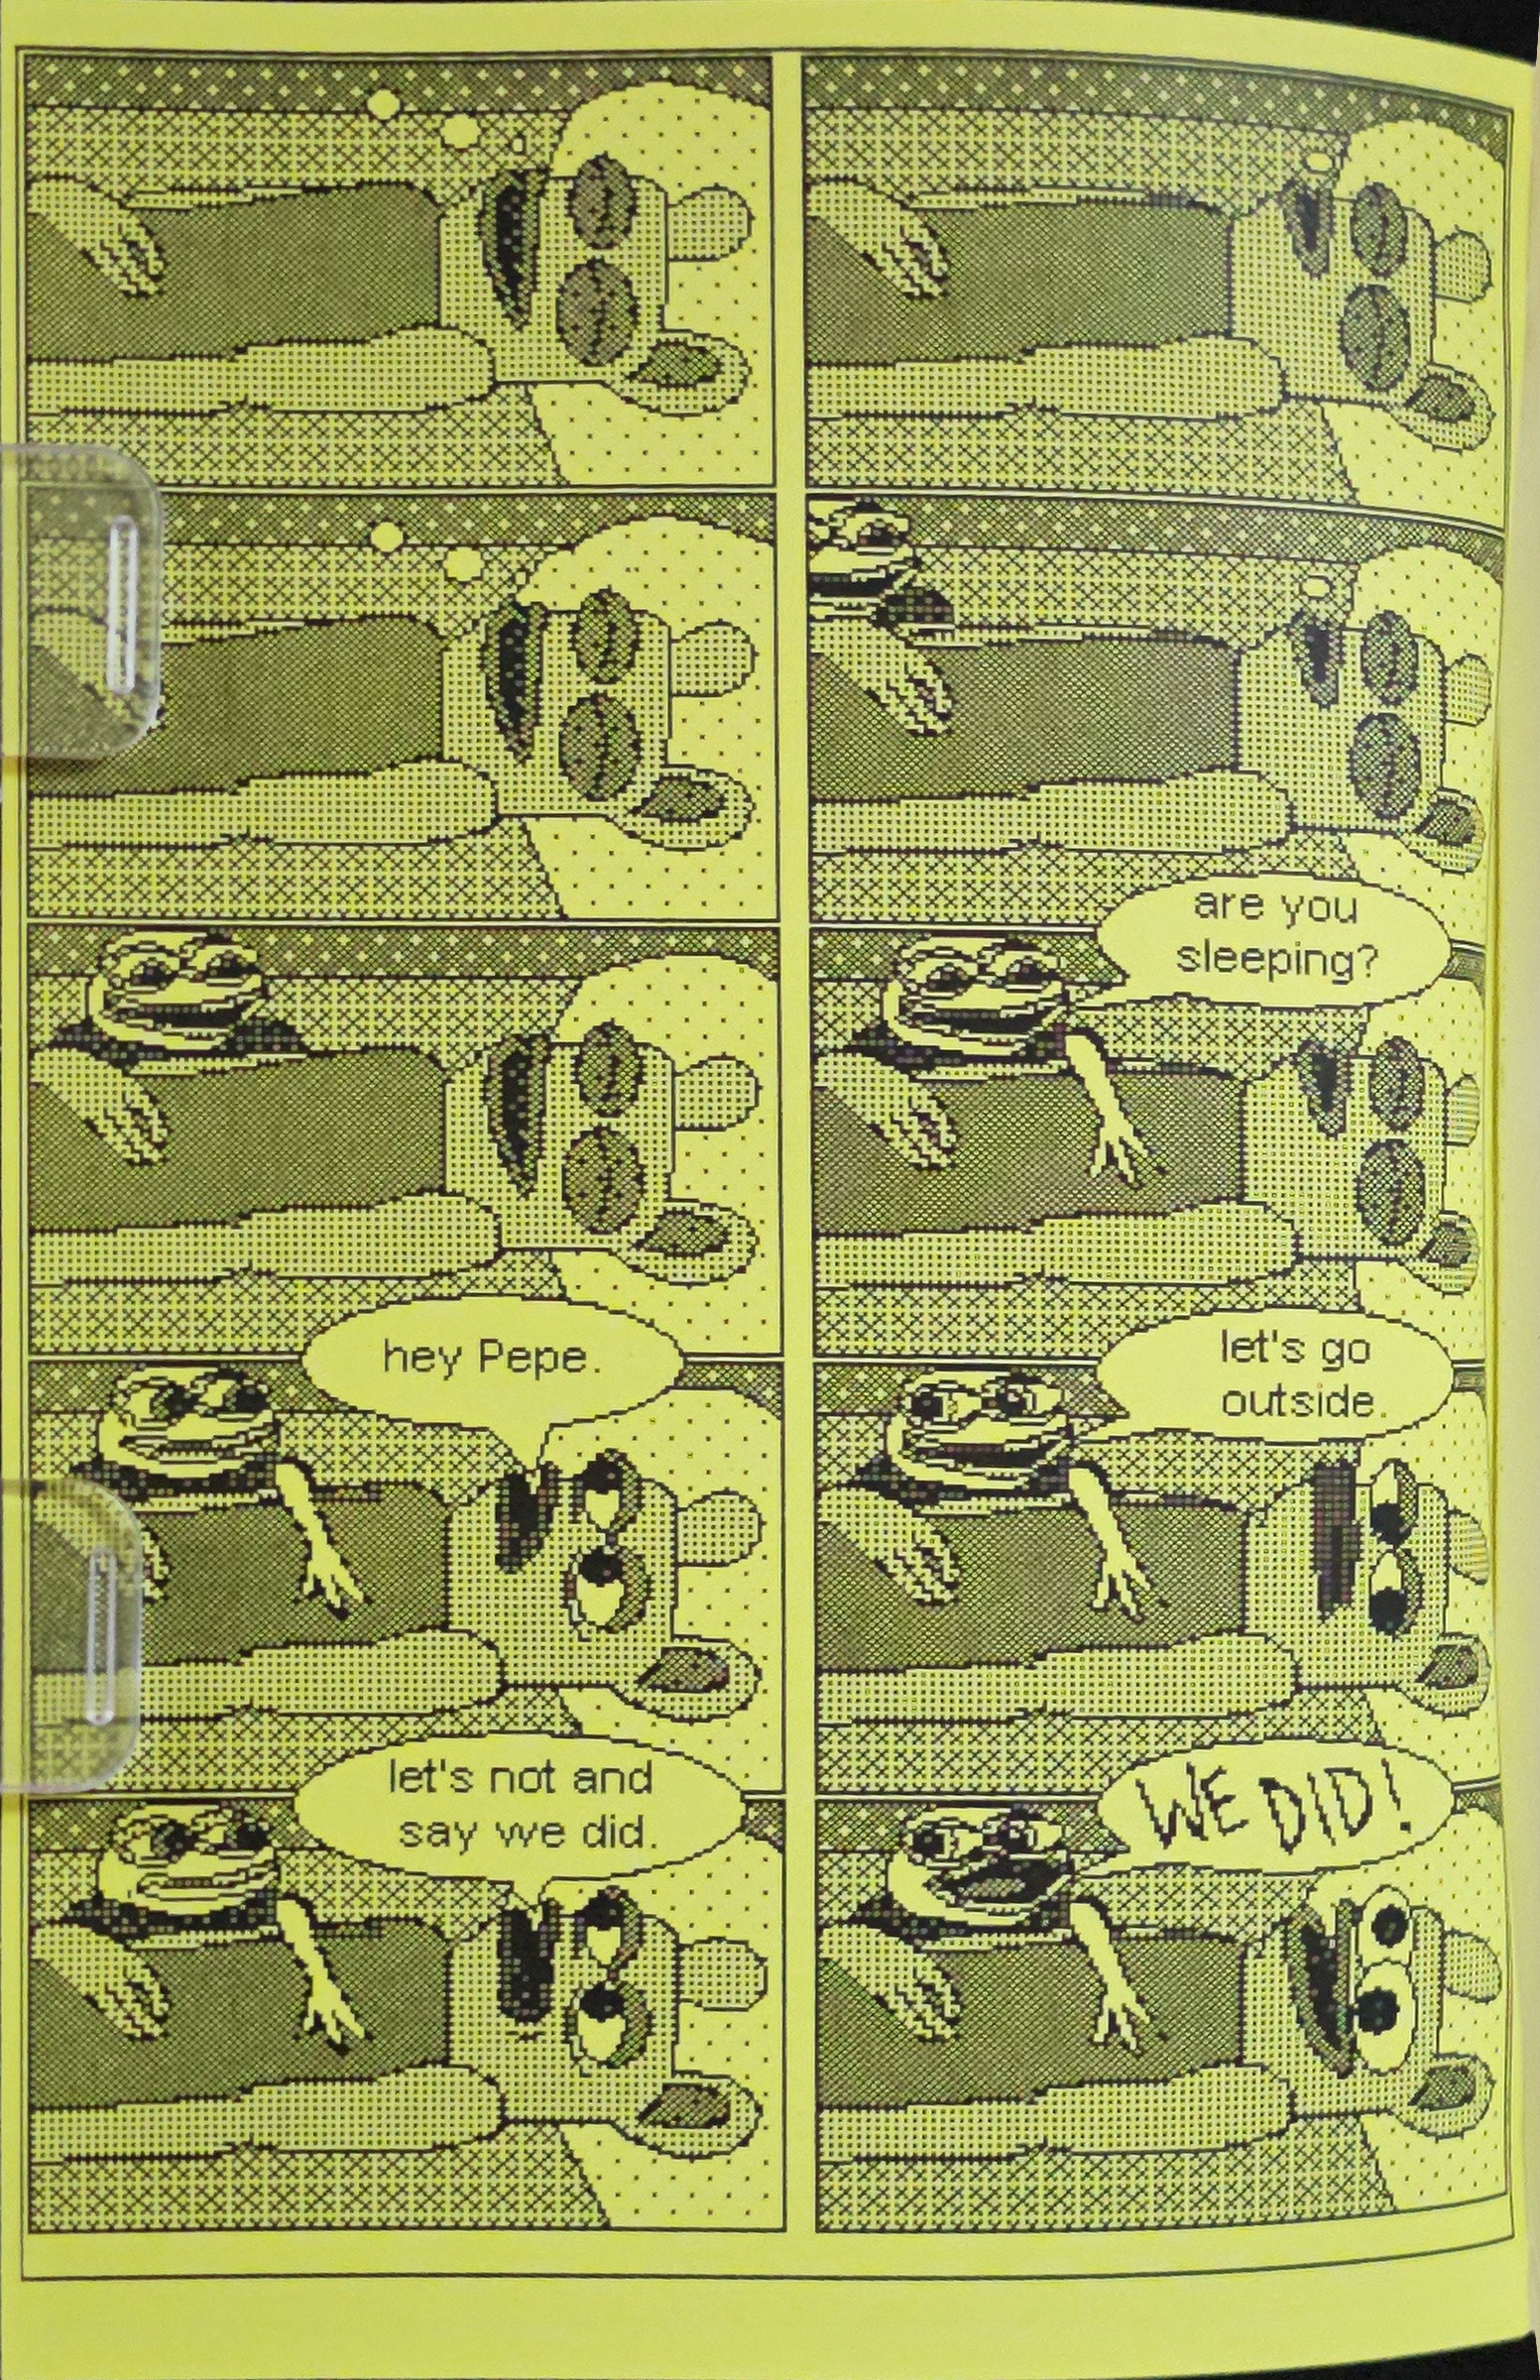 are you
sleeping?
hey Pepe.
let's go
outside.
let's not and
say we did.
WE DID!